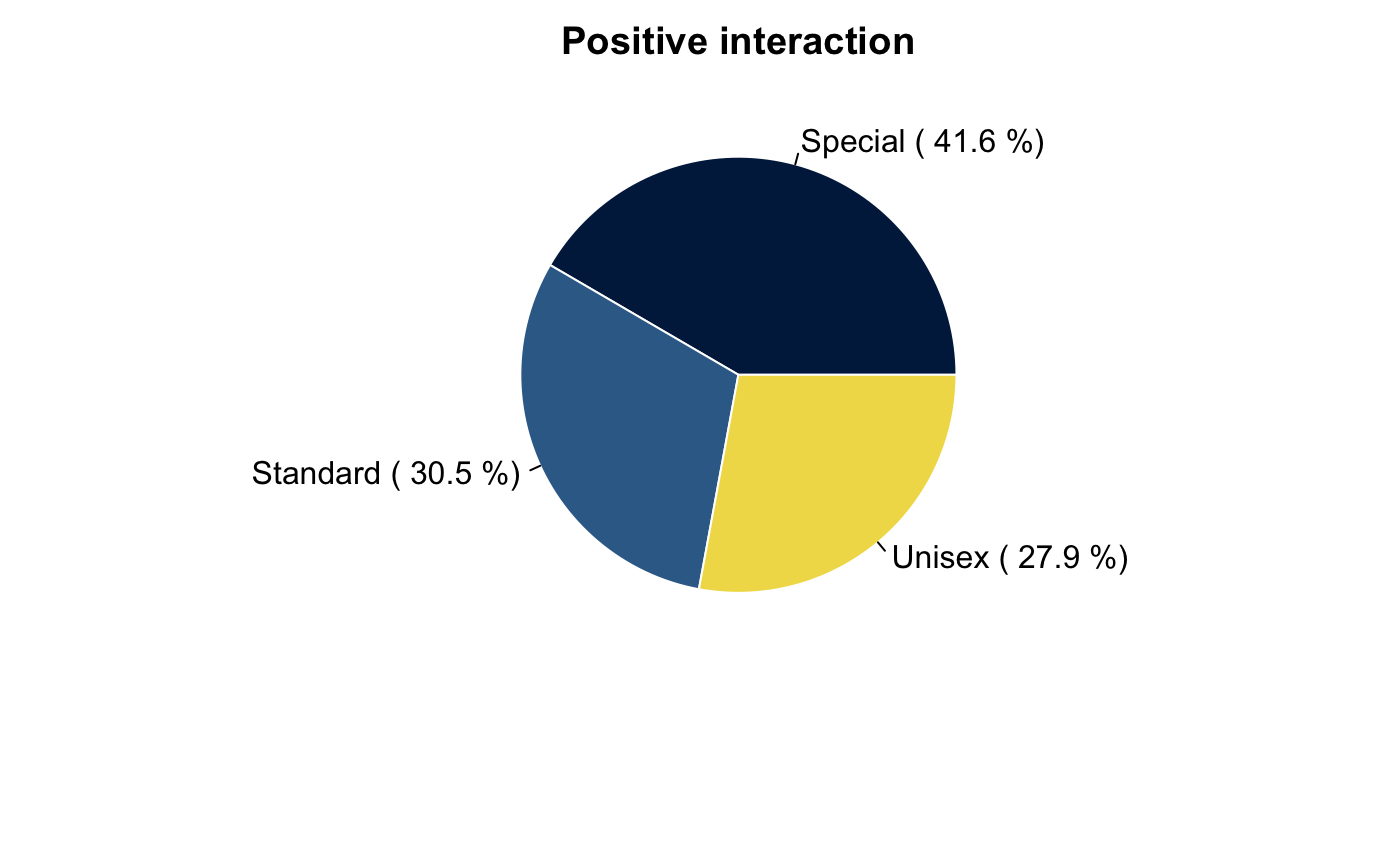 Positive interaction
Special ( 41.6 %)
Standard ( 30.5 %)
Unisex ( 27.9 %)